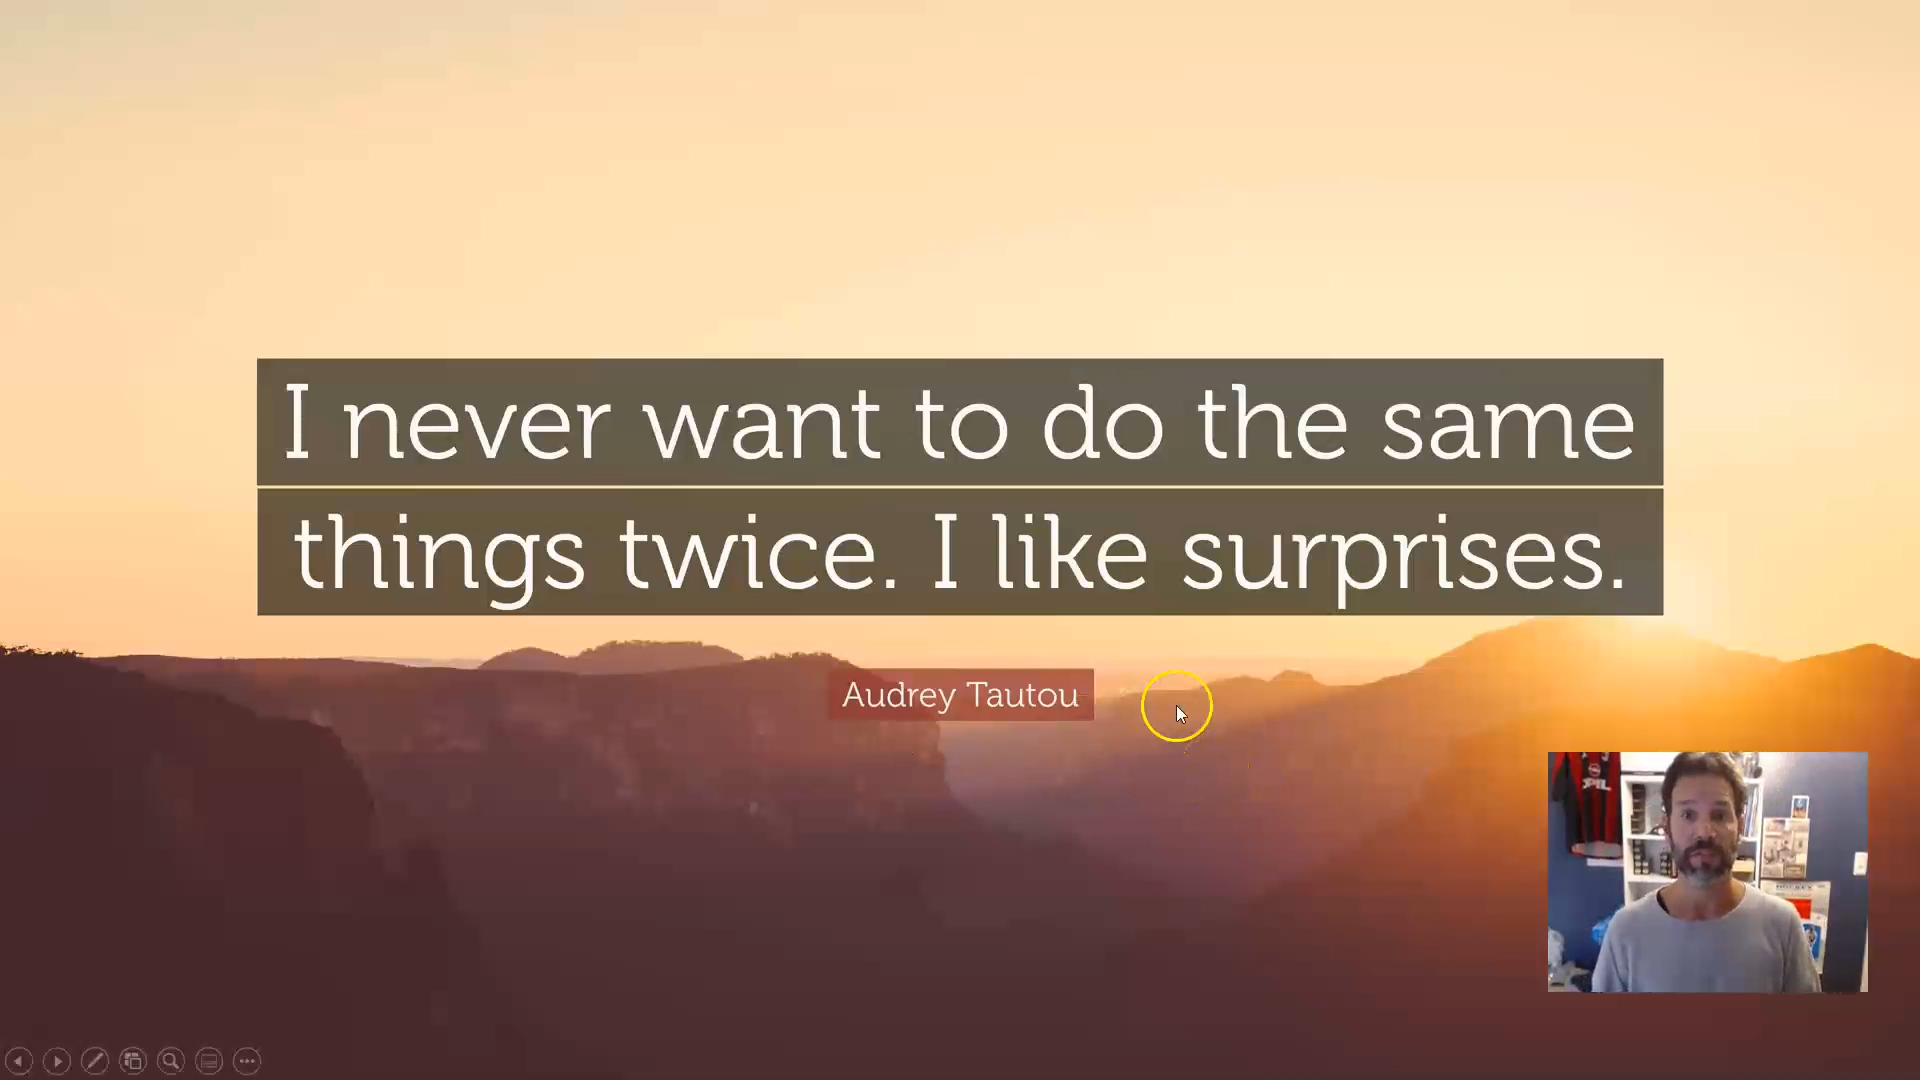 I never want to do the same
things twice. I like surprises.
Audrey Tautou